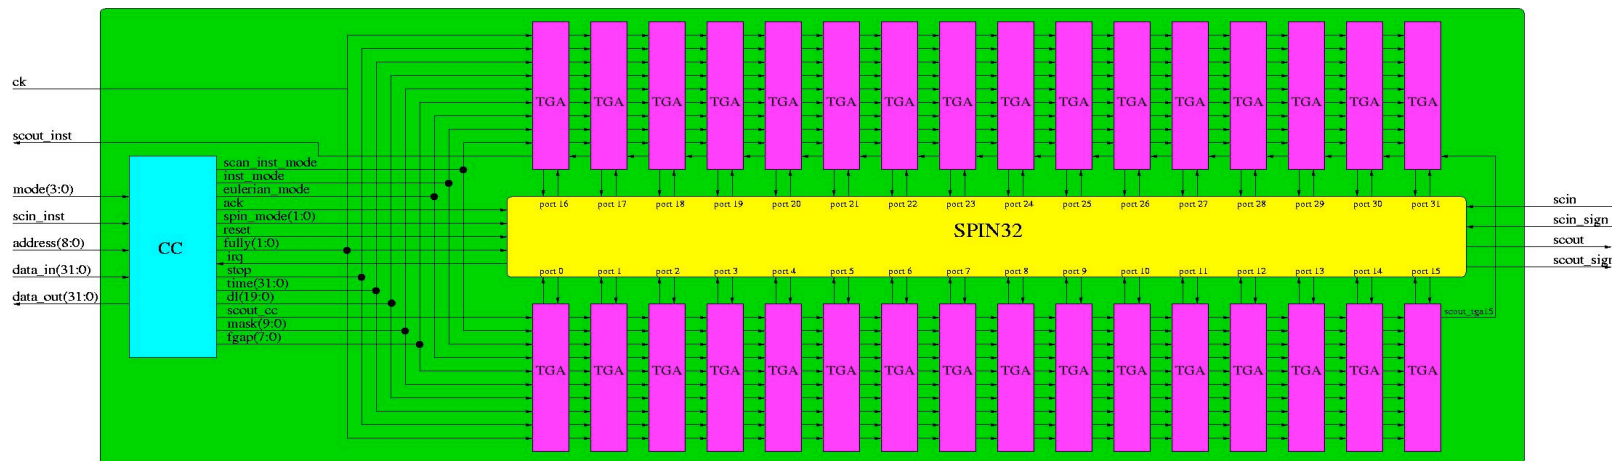 ck
scout_inst
mode(3:0)
scin_inst
address(8:0)
data_in(31:0)
data_out(31:0)
CC
scan_inst_mode
inst_mode
eulerian_mode
ack
spin_mode(1:0)
reset
fully(1:0)
irq
stop
time(31:0)
dl(19:0)
scout_cc
mask(9:0)
fgap(7:0)
TGA TGA TGA TGA TGA TGA TGA TGA TGA TGA TGA TGA TGA TGA TGA TGA
port 16 port 17 port 18 port 19 port 20 port 21 port 22 port 23 port 24 port 25 port 26 port 27 port 28 port 29 port 30 port 31
SPIN32
port 0 port 1 port 2 port 3 port 4 port 5 port 6 port 7 port 8 port 9 port 10 port 11 port 12 port 13 port 14 port 15
scout_tga15
TGA TGA TGA TGA TGA TGA TGA TGA TGA TGA TGA TGA TGA TGA TGA TGA
scin
scin_sign
scout
scout_sign